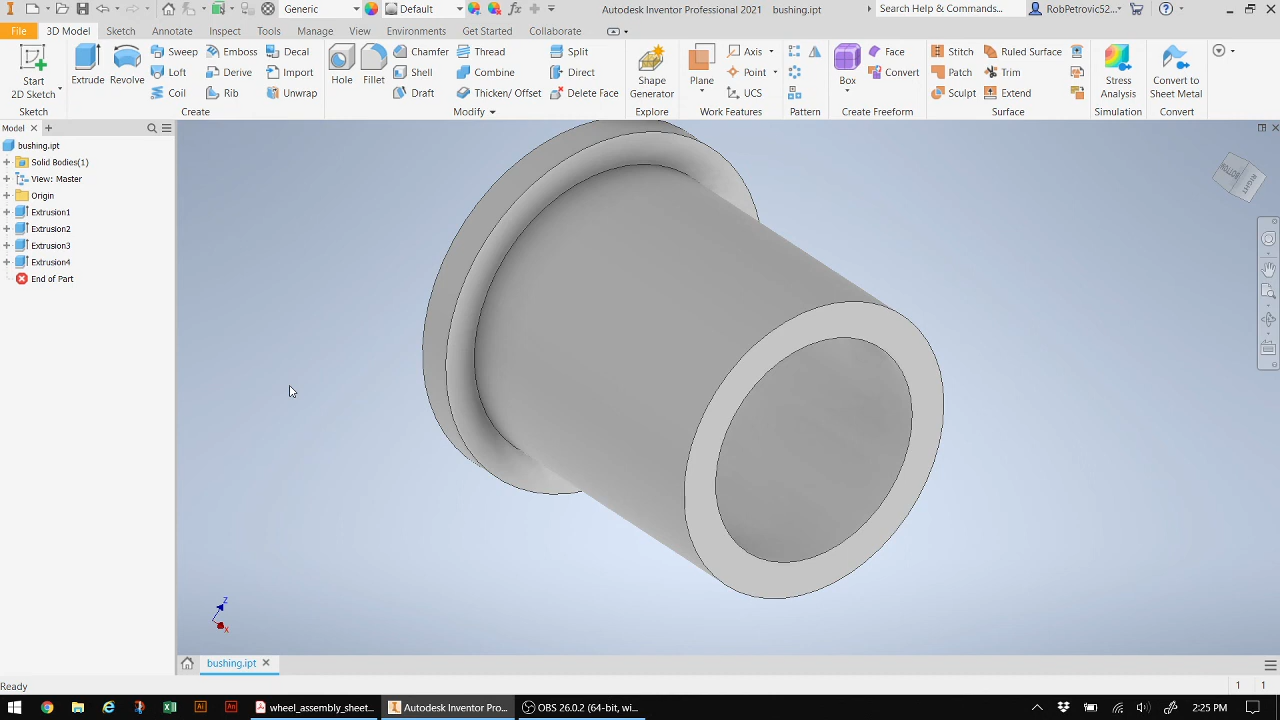 Generic
Default
Autodesk Inventor Professional 2021 bushing.ipt
Search Help & Commands...
RobPetrovic52...
File
3D Model
Sketch
Annotate
Inspect
Tools
Manage
View
Environments
Get Started
Collaborate
Start
2D Sketch
Sketch
Extrude
Revolve
Sweep
Emboss
Decal
Loft
Derive
Import
Coil
Rib
Unwrap
Create
Hole
Fillet
Chamfer
Thread
Split
Shell
Combine
Direct
Draft
Thicken/ Offset
Delete Face
Modify
Shape
Generator
Explore
Plane
Axis
Point
UCS
Work Features
Pattern
Box
Face
Convert
Create Freeform
Stitch
Ruled Surface
Patch
Trim
Sculpt
Extend
Surface
Stress
Analysis
Simulation
Convert to
Sheet Metal
Convert
Model
bushing.ipt
Solid Bodies(1)
View: Master
Origin
Extrusion1
Extrusion2
Extrusion3
Extrusion4
End of Part
RIGHT
Z
X
bushing.ipt
Ready
1 1
wheel_assembly_sheet...
Autodesk Inventor Pro...
OBS 26.0.2 (64-bit, wi...
2:25 PM